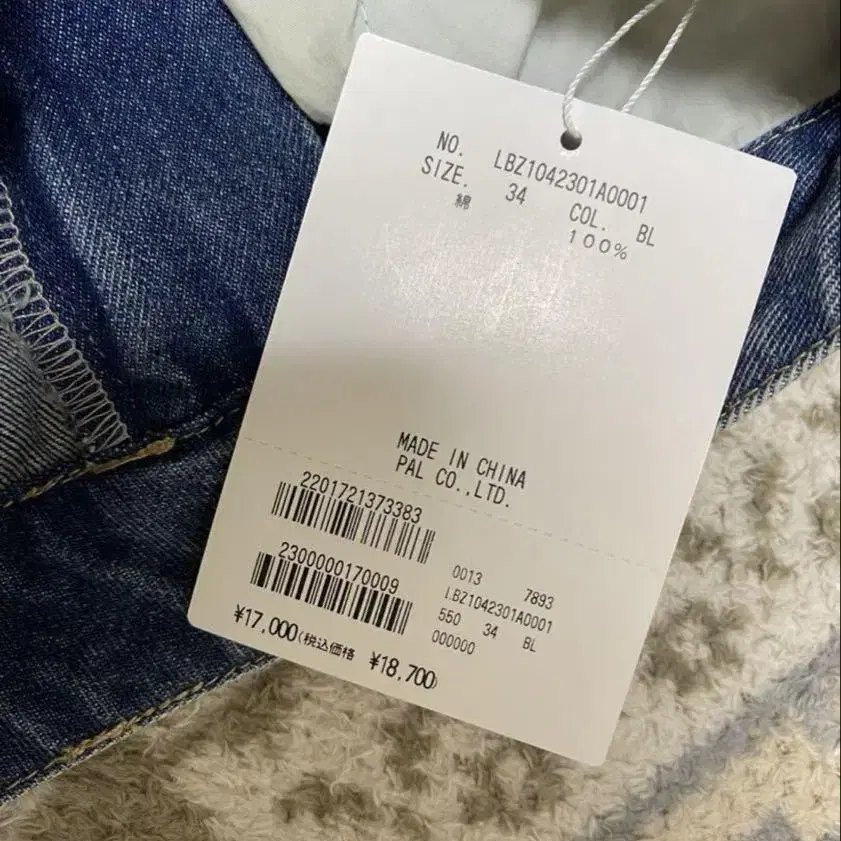 NO. LBZ1042301A0001
SIZE. 34 COL. BL
綿 100%
MADE IN CHINA
PAL CO.,LTD.
2201721373383
2300000170009
0013 7893
LBZ1042301A0001
550 34 BL
000000
¥17,000(税込価格 ¥18,700)